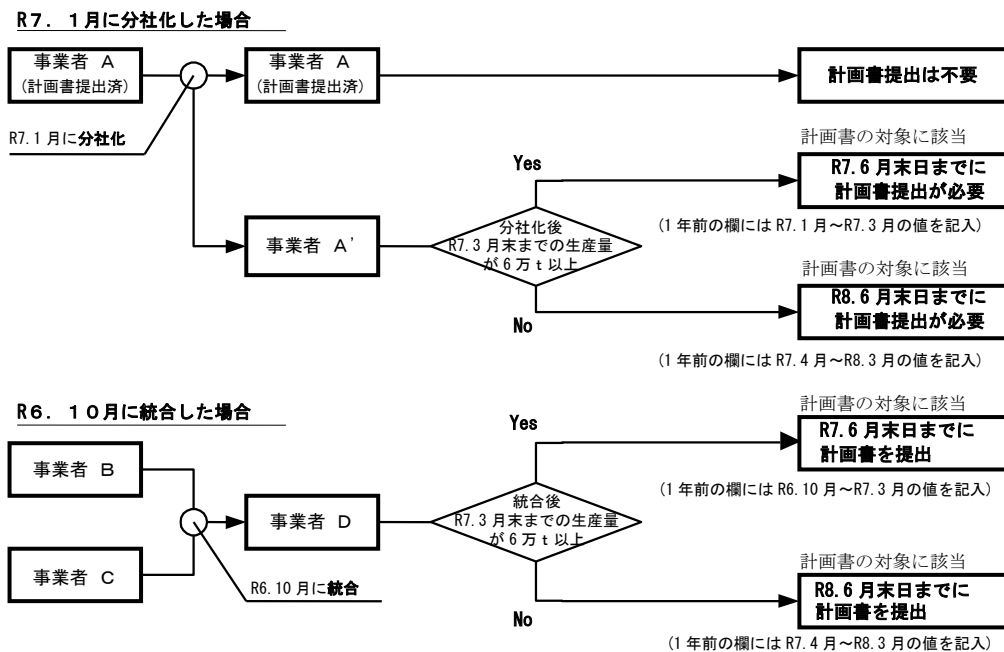 R7．1月に分社化した場合
事業者 A
(計画書提出済)
事業者 A
(計画書提出済)
計画書提出は不要
R7.1月に分社化
計画書の対象に該当
Yes
R7.6月末日までに
計画書提出が必要
(1年前の欄にはR7.1月～R7.3月の値を記入)
事業者 A'
分社化後
R7.3月末までの生産量
が6万t以上
計画書の対象に該当
R8.6月末日までに
計画書提出が必要
No
(1年前の欄にはR7.4月～R8.3月の値を記入)
R6．10月に統合した場合
計画書の対象に該当
Yes
R7.6月末日までに
計画書を提出
事業者 B
(1年前の欄にはR6.10月～R7.3月の値を記入)
事業者 D
統合後
R7.3月末までの生産量
が6万t以上
事業者 C
R6.10月に統合
計画書の対象に該当
R8.6月末日までに
計画書を提出
No
(1年前の欄にはR7.4月～R8.3月の値を記入)